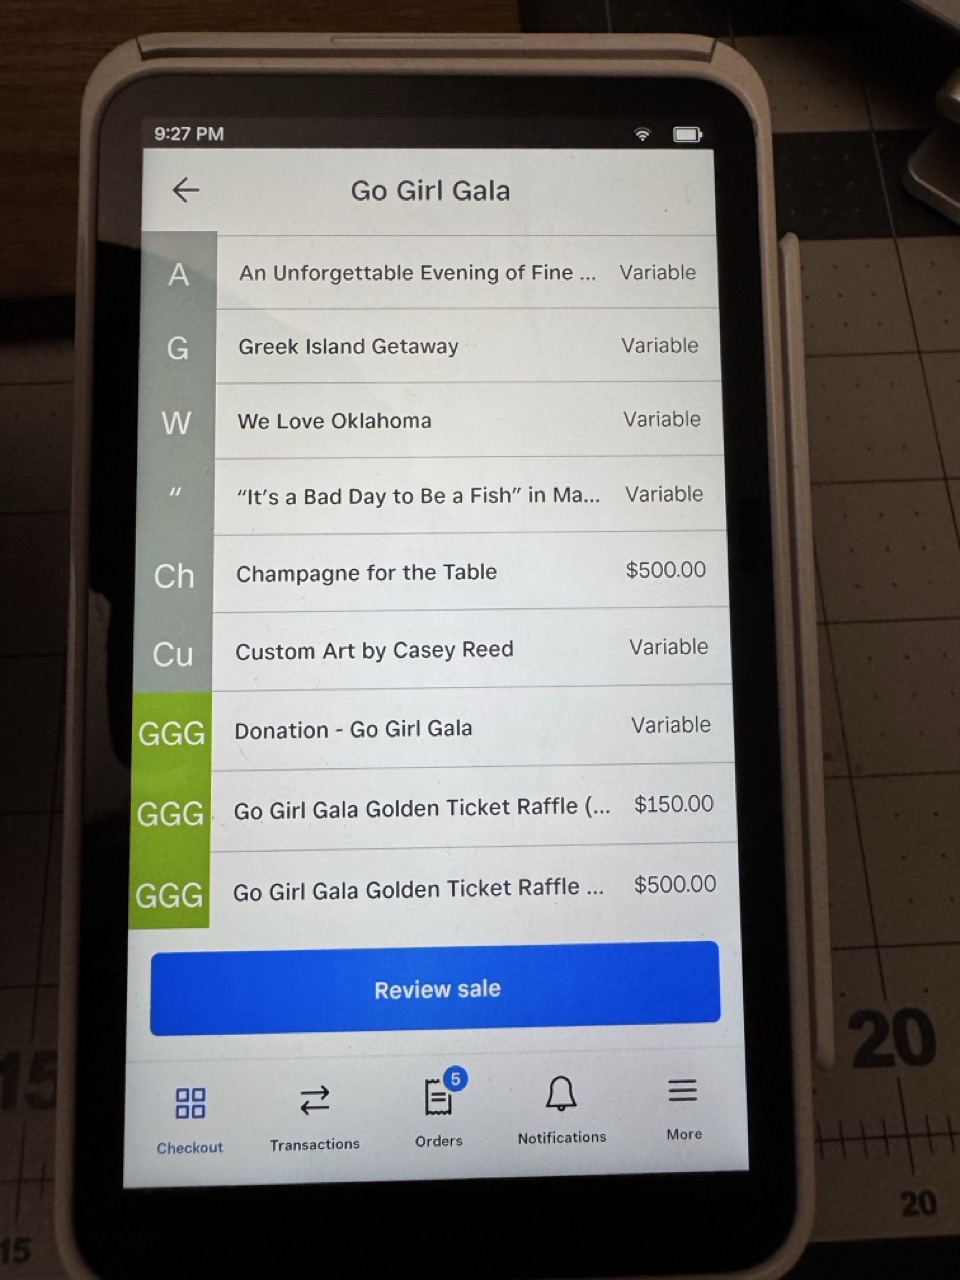 9:27 PM
Go Girl Gala
A An Unforgettable Evening of Fine ... Variable
G Greek Island Getaway Variable
W We Love Oklahoma Variable
“ “It’s a Bad Day to Be a Fish” in Ma... Variable
Ch Champagne for the Table $500.00
Cu Custom Art by Casey Reed Variable
GGG Donation - Go Girl Gala Variable
GGG Go Girl Gala Golden Ticket Raffle (... $150.00
GGG Go Girl Gala Golden Ticket Raffle ... $500.00
Review sale
5
Checkout Transactions Orders Notifications More
15 20
15 20